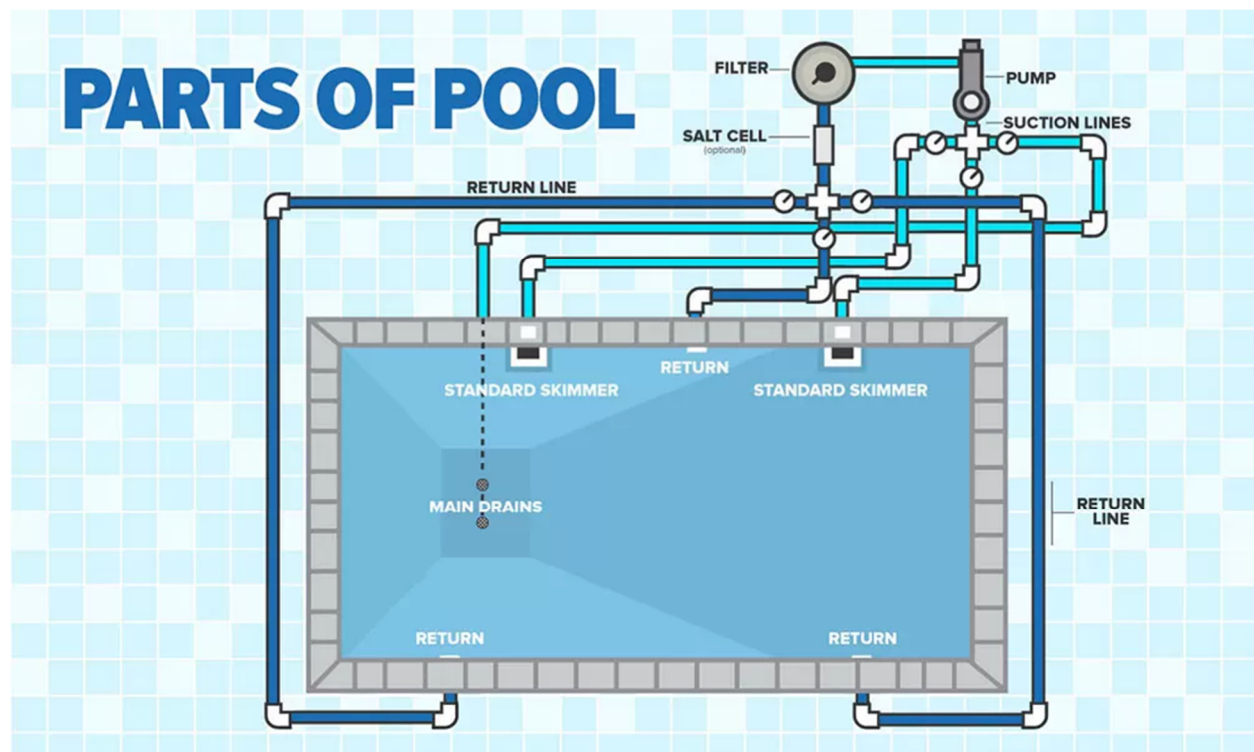 PARTS OF POOL
FILTER
PUMP
SUCTION LINES
SALT CELL
(optional)
RETURN LINE
RETURN
STANDARD SKIMMER
STANDARD SKIMMER
MAIN DRAINS
RETURN
LINE
RETURN
RETURN